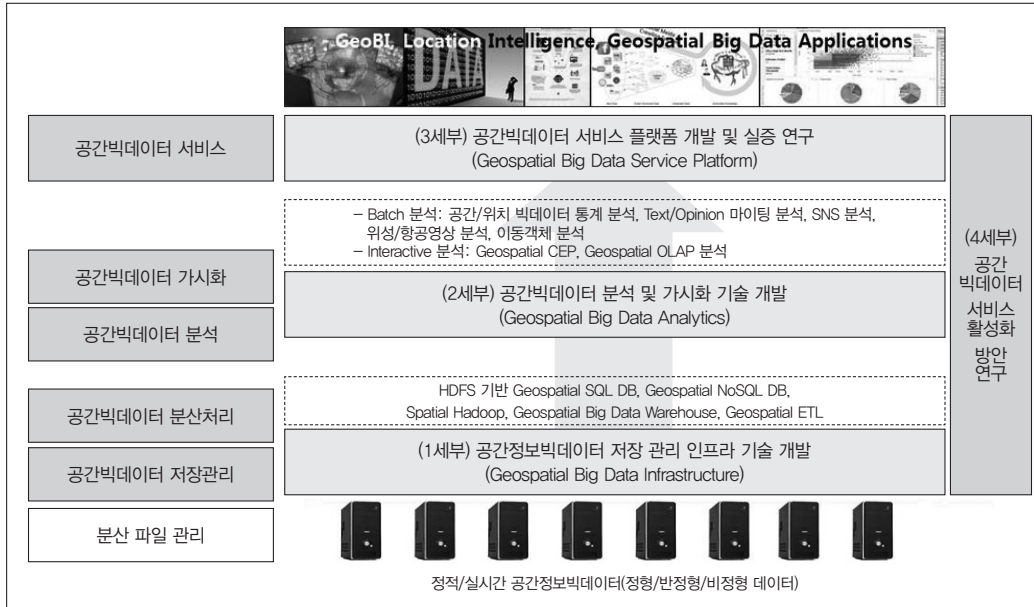 GeoBI, Location Intelligence, Geospatial Big Data Applications
DATA
공간빅데이터 서비스
(3세부) 공간빅데이터 서비스 플랫폼 개발 및 실증 연구
(Geospatial Big Data Service Platform)
- Batch 분석: 공간/위치 빅데이터 통계 분석, Text/Opinion 마이팅 분석, SNS 분석,
위성/항공영상 분석, 이동객체 분석
- Interactive 분석: Geospatial CEP, Geospatial OLAP 분석
공간빅데이터 가시화
공간빅데이터 분석
(2세부) 공간빅데이터 분석 및 가시화 기술 개발
(Geospatial Big Data Analytics)
공간빅데이터 분산처리
HDFS 기반 Geospatial SQL DB, Geospatial NoSQL DB,
Spatial Hadoop, Geospatial Big Data Warehouse, Geospatial ETL
공간빅데이터 저장관리
(1세부) 공간정보빅데이터 저장 관리 인프라 기술 개발
(Geospatial Big Data Infrastructure)
분산 파일 관리
정적/실시간 공간정보빅데이터(정형/반정형/비정형 데이터)
(4세부)
공간
빅데이터
서비스
활성화
방안
연구